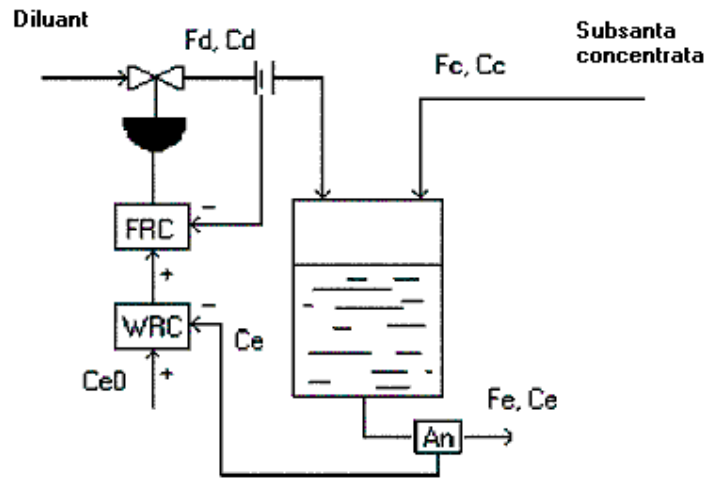 Diluant
Fd, Cd
Subsanta
concentrata
Fc, Cc
-
FRC
+
-
WRC
Ce
Ce0
+
Fe, Ce
An